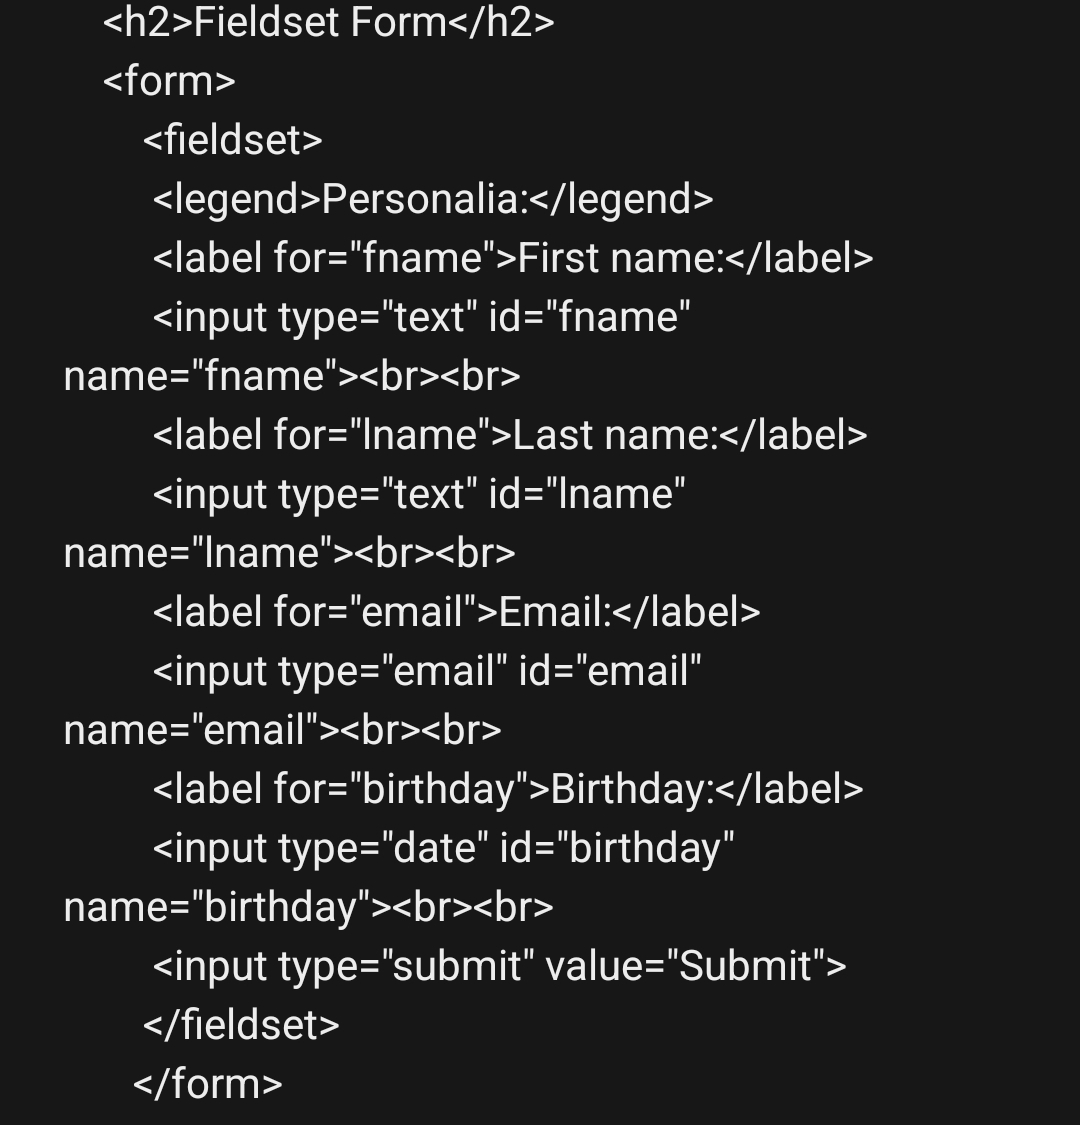 <h2>Fieldset Form</h2>
<form>
<fieldset>
<legend>Personalia:</legend>
<label for="fname">First name:</label>
<input type="text" id="fname"
name="fname"><br><br>
<label for="lname">Last name:</label>
<input type="text" id="lname"
name="lname"><br><br>
<label for="email">Email:</label>
<input type="email" id="email"
name="email"><br><br>
<label for="birthday">Birthday:</label>
<input type="date" id="birthday"
name="birthday"><br><br>
<input type="submit" value="Submit">
</fieldset>
</form>